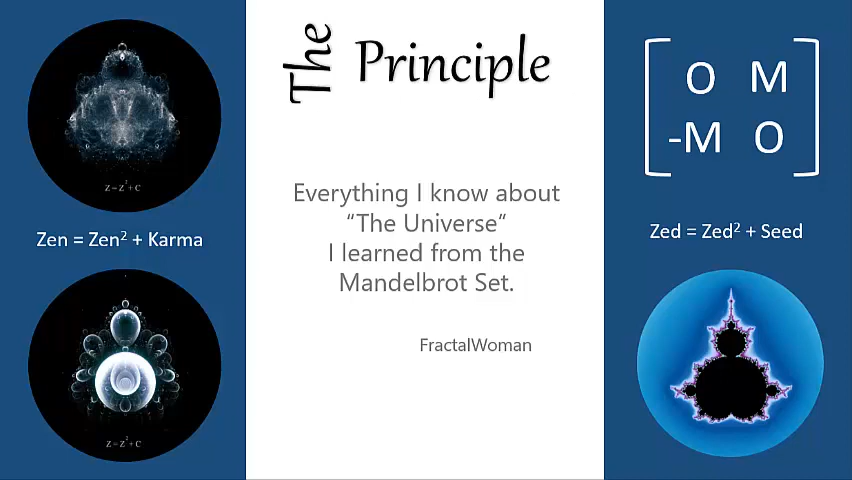 The Principle
Everything I know about
“The Universe“
I learned from the
Mandelbrot Set.
FractalWoman
Z=Z²+C
Zen = Zen² + Karma
Z=Z²+C
O M
-M O
Zed = Zed² + Seed